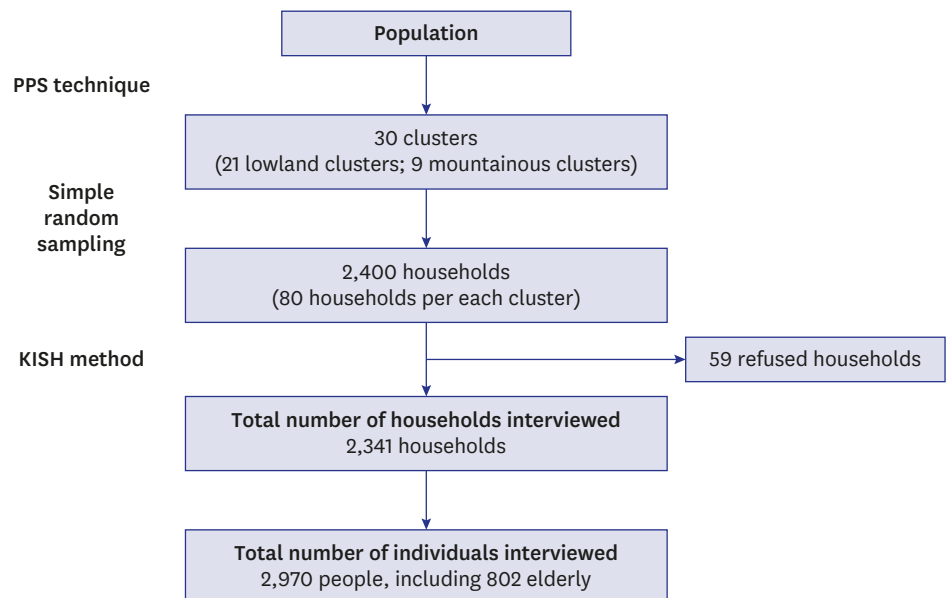 Population
PPS technique
30 clusters
(21 lowland clusters; 9 mountainous clusters)
Simple
random
sampling
2,400 households
(80 households per each cluster)
KISH method
59 refused households
Total number of households interviewed
2,341 households
Total number of individuals interviewed
2,970 people, including 802 elderly